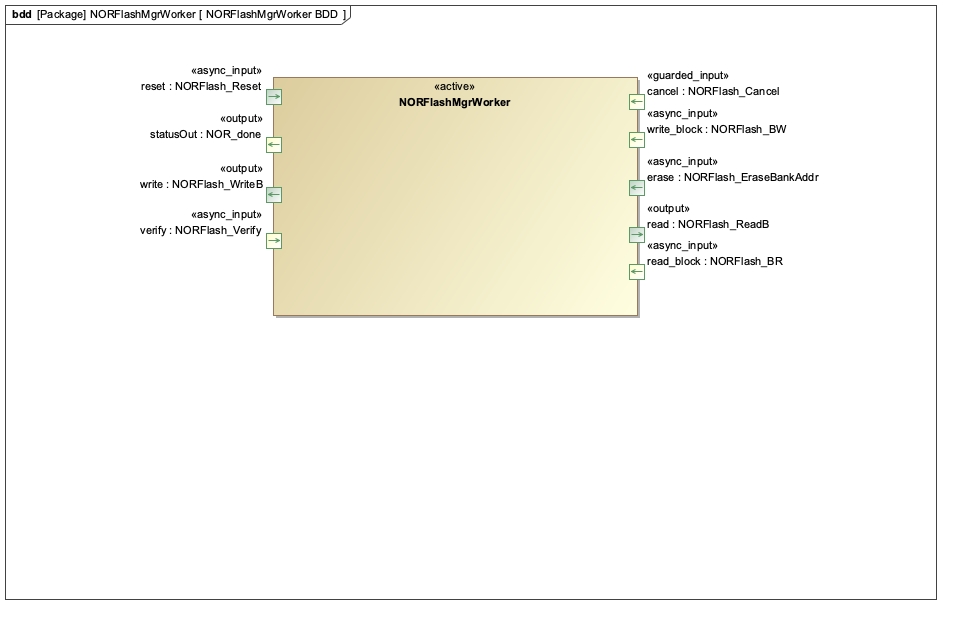 bdd [Package] NORFlashMgrWorker [ NORFlashMgrWorker BDD ]
«active»
NORFlashMgrWorker
«async_input»
reset : NORFlash_Reset
«output»
statusOut : NOR_done
«output»
write : NORFlash_WriteB
«async_input»
verify : NORFlash_Verify
«guarded_input»
cancel : NORFlash_Cancel
«async_input»
write_block : NORFlash_BW
«async_input»
erase : NORFlash_EraseBankAddr
«output»
read : NORFlash_ReadB
«async_input»
read_block : NORFlash_BR